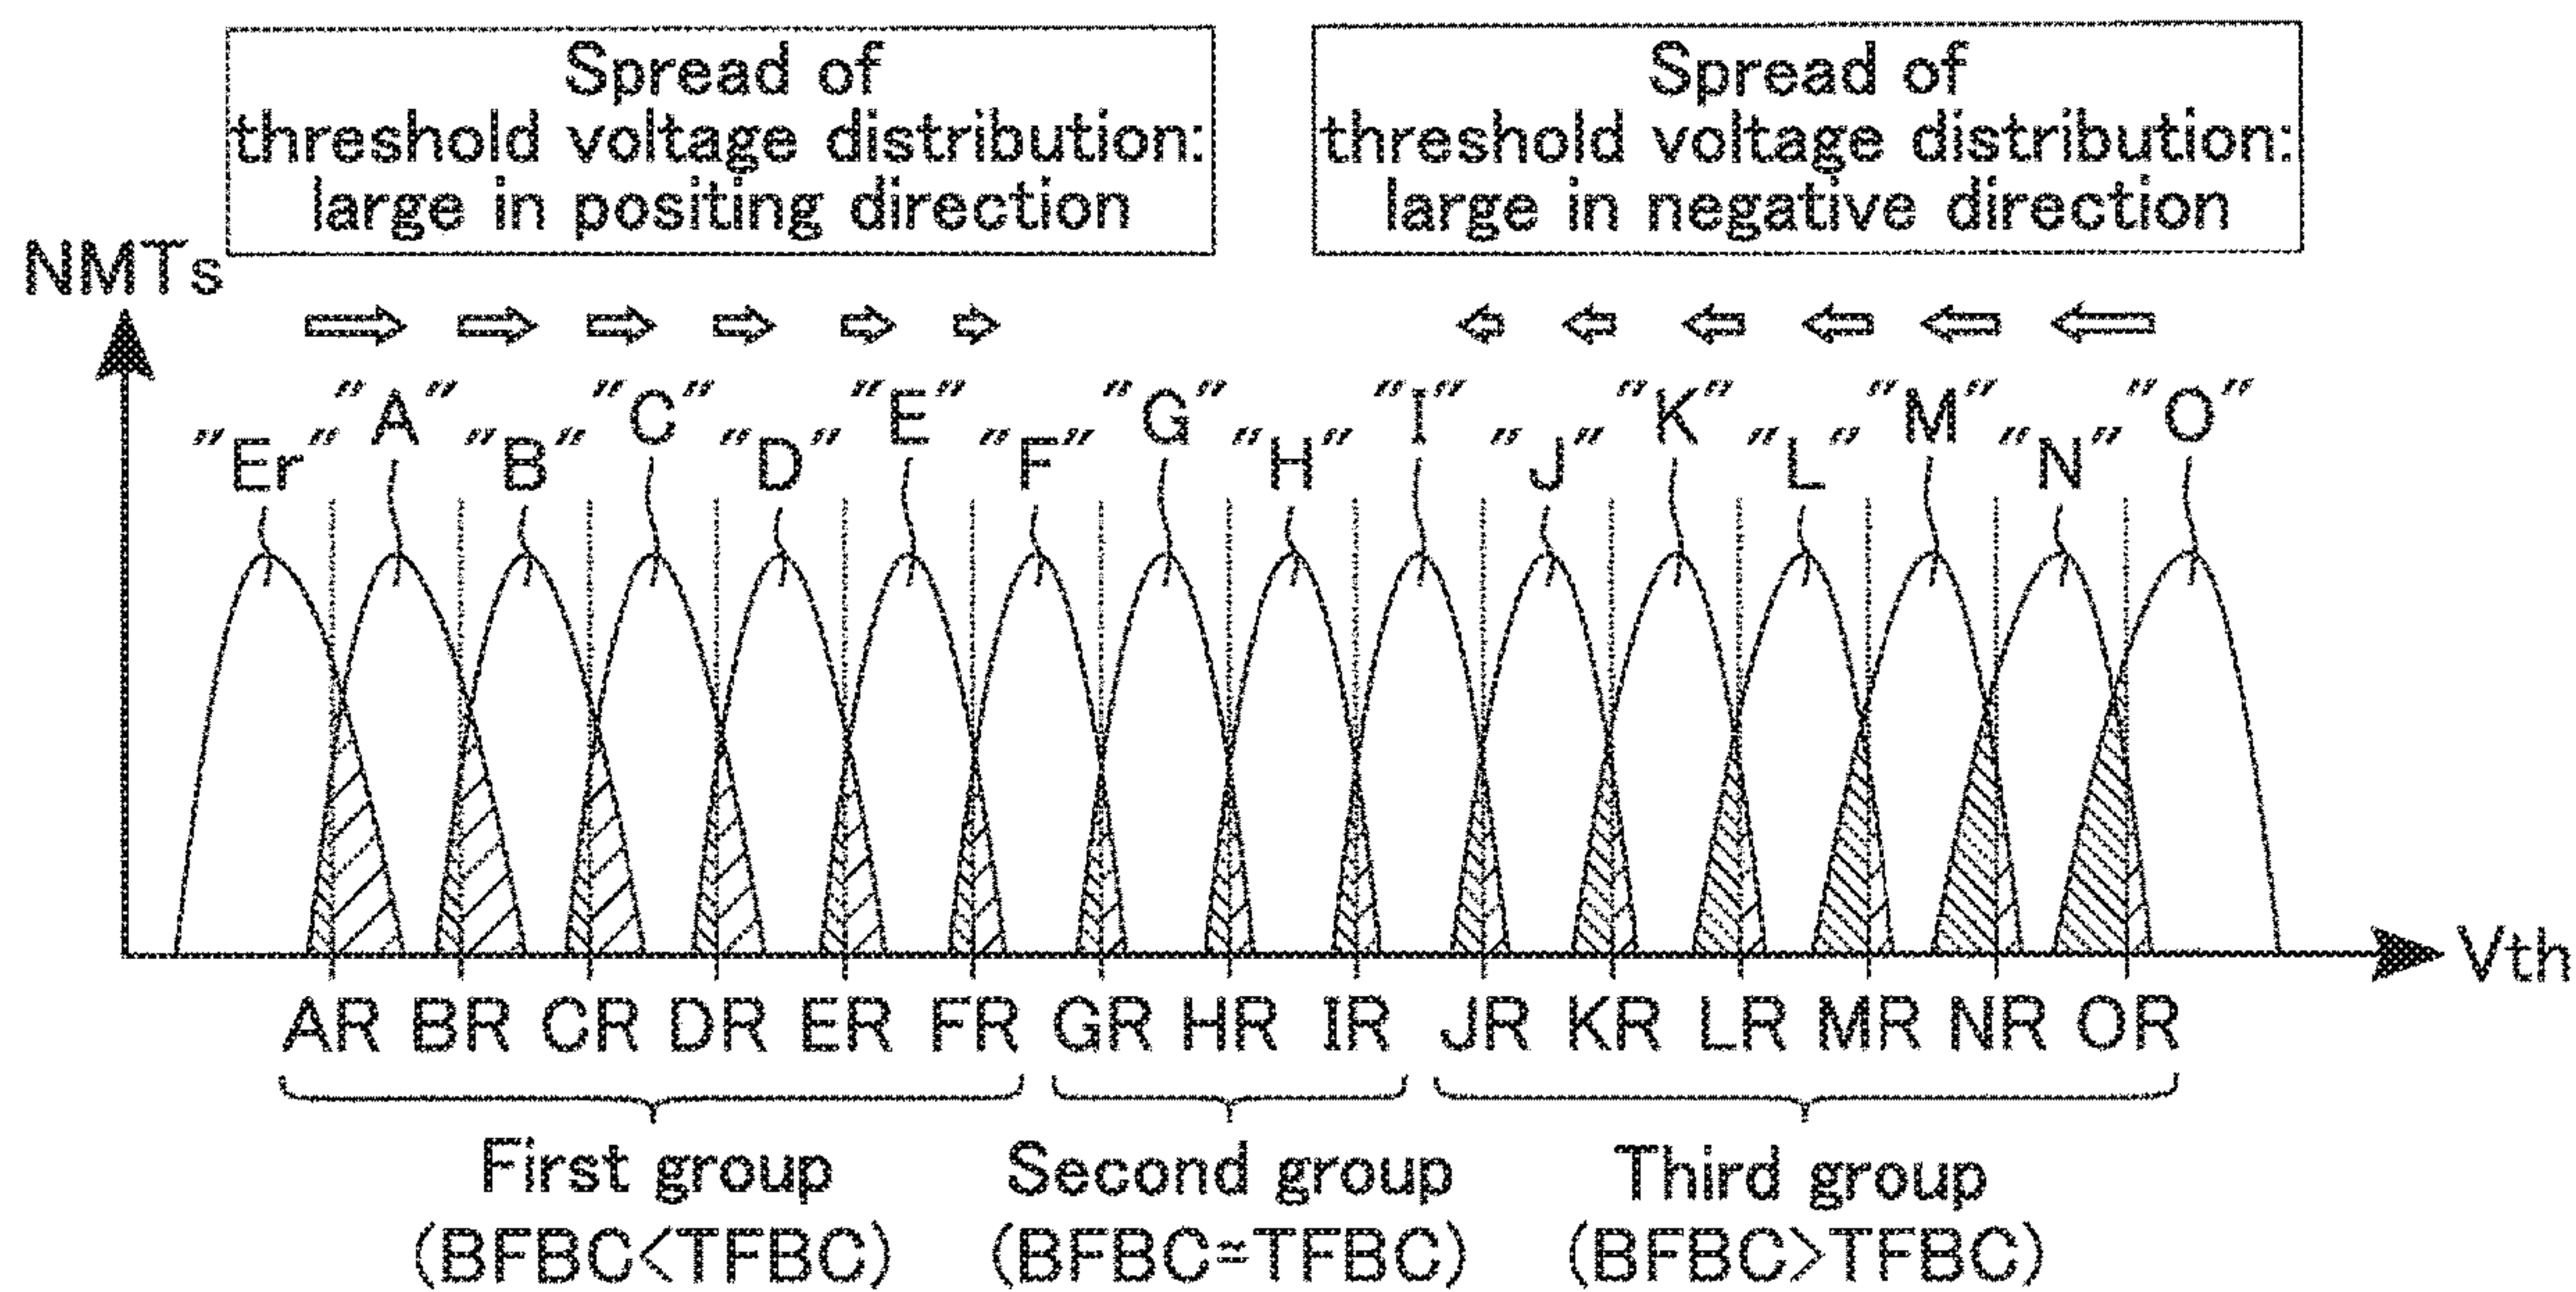 Spread of
threshold voltage distribution:
large in positing direction
Spread of
threshold voltage distribution:
large in negative direction
NMTs
"Er" "A" "B" "C" "D" "E" "F" "G" "H" "I" "J" "K" "L" "M" "N" "O"
Vth
AR BR CR DR ER FR GR HR IR JR KR LR MR NR OR
First group Second group Third group
(BFBC<TFBC) (BFBC≃TFBC) (BFBC>TFBC)